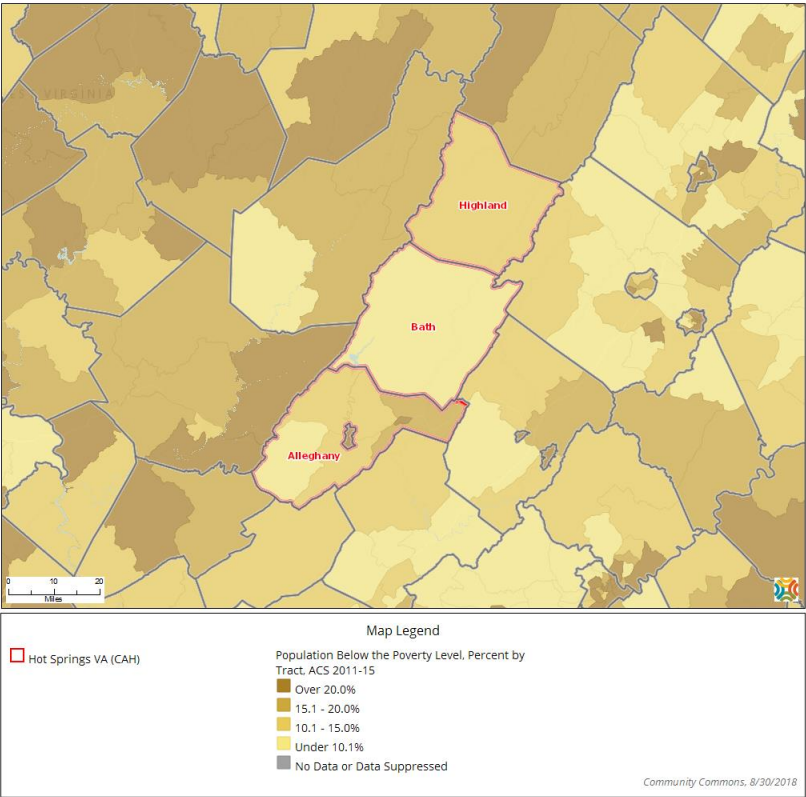 VIRGINIA
Highland
Bath
Alleghany
0 10 20
Miles
Map Legend
Hot Springs VA (CAH)
Population Below the Poverty Level, Percent by
Tract, ACS 2011-15
Over 20.0%
15.1 - 20.0%
10.1 - 15.0%
Under 10.1%
No Data or Data Suppressed
Community Commons, 8/30/2018